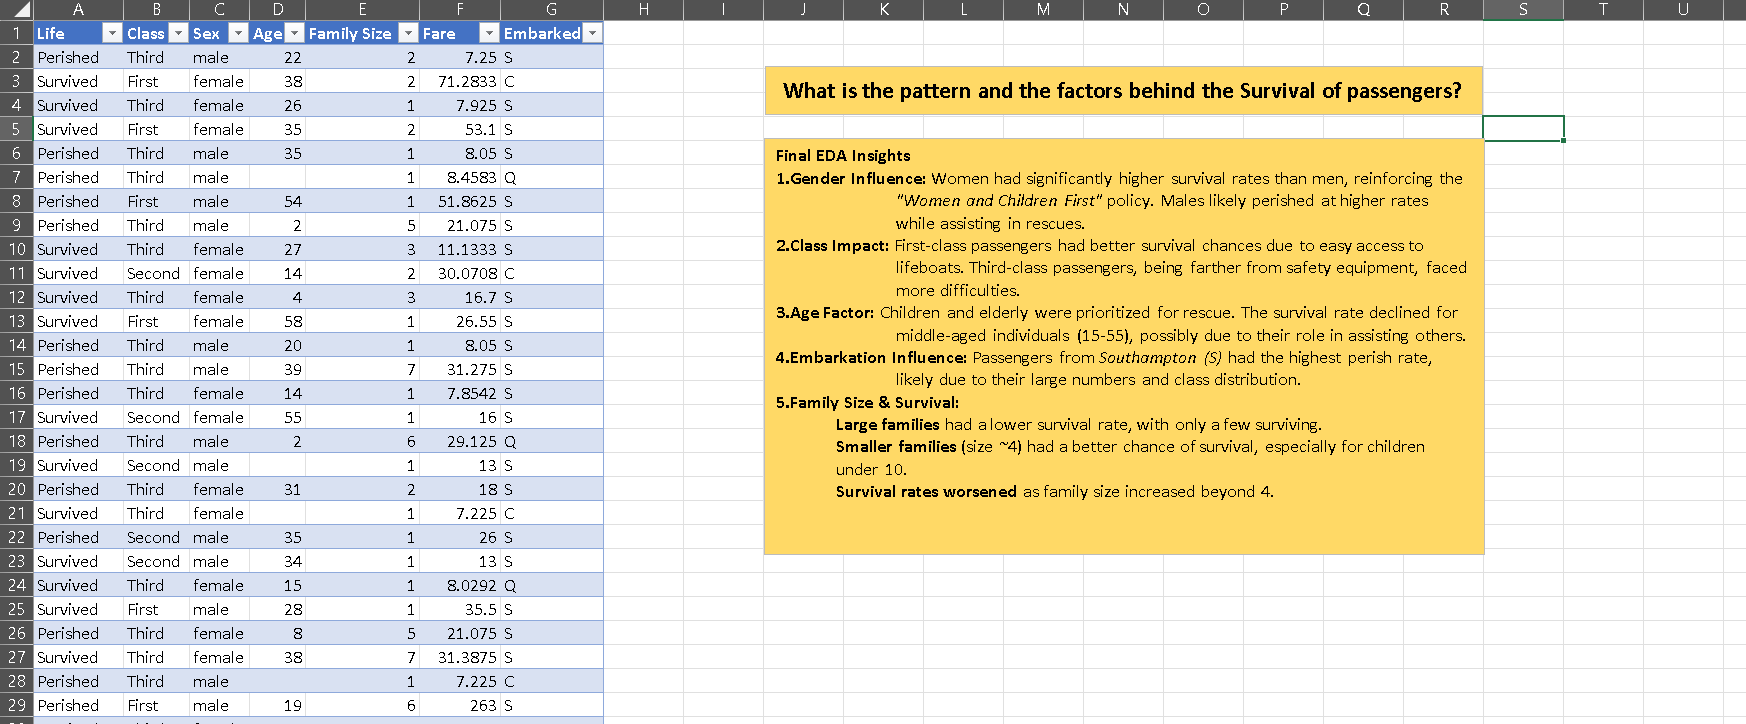 A B C D E F G H I J K L M N O P Q R S T U
1 Life Class Sex Age Family Size Fare Embarked
2 Perished Third male 22 2 7.25 S
3 Survived First female 38 2 71.2833 C
4 Survived Third female 26 1 7.925 S
5 Survived First female 35 2 53.1 S
6 Perished Third male 35 1 8.05 S
7 Perished Third male 1 8.4583 Q
8 Perished First male 54 1 51.8625 S
9 Perished Third male 2 5 21.075 S
10 Survived Third female 27 3 11.1333 S
11 Survived Second female 14 2 30.0708 C
12 Survived Third female 4 3 16.7 S
13 Survived First female 58 1 26.55 S
14 Perished Third male 20 1 8.05 S
15 Perished Third male 39 7 31.275 S
16 Perished Third female 14 1 7.8542 S
17 Survived Second female 55 1 16 S
18 Perished Third male 2 6 29.125 Q
19 Survived Second male 1 13 S
20 Perished Third female 31 2 18 S
21 Survived Third female 1 7.225 C
22 Perished Second male 35 1 26 S
23 Survived Second male 34 1 13 S
24 Survived Third female 15 1 8.0292 Q
25 Survived First male 28 1 35.5 S
26 Perished Third female 8 5 21.075 S
27 Survived Third female 38 7 31.3875 S
28 Perished Third male 1 7.225 C
29 Perished First male 19 6 263 S
What is the pattern and the factors behind the Survival of passengers?
Final EDA Insights
1.Gender Influence: Women had significantly higher survival rates than men, reinforcing the
"Women and Children First" policy. Males likely perished at higher rates
while assisting in rescues.
2.Class Impact: First-class passengers had better survival chances due to easy access to
lifeboats. Third-class passengers, being farther from safety equipment, faced
more difficulties.
3.Age Factor: Children and elderly were prioritized for rescue. The survival rate declined for
middle-aged individuals (15-55), possibly due to their role in assisting others.
4.Embarkation Influence: Passengers from Southampton (S) had the highest perish rate,
likely due to their large numbers and class distribution.
5.Family Size & Survival:
Large families had a lower survival rate, with only a few surviving.
Smaller families (size ~4) had a better chance of survival, especially for children
under 10.
Survival rates worsened as family size increased beyond 4.